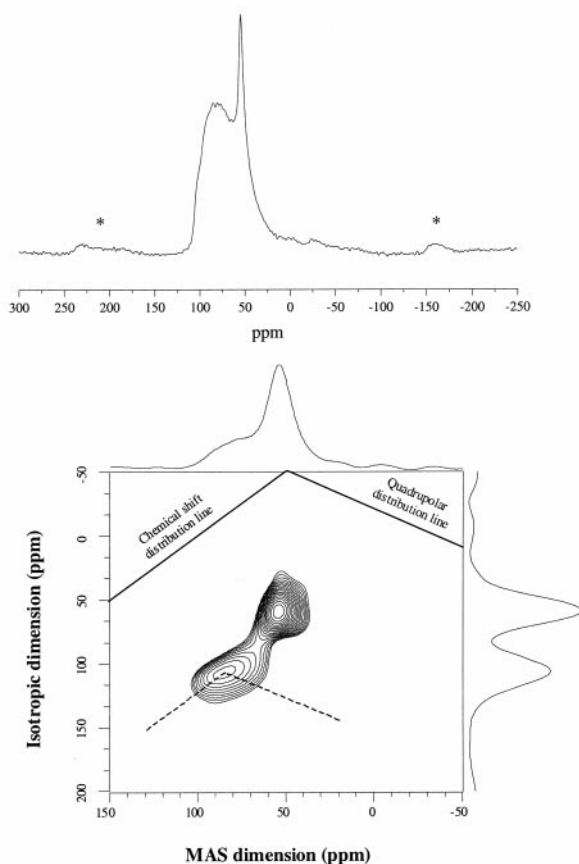 *
*
300 250 200 150 100 50 0 -50 -100 -150 -200 -250
ppm
Chemical shift
distribution line
Quadrupolar
distribution line
-50
0
50
100
150
200
Isotropic dimension (ppm)
150 100 50 0 -50
MAS dimension (ppm)